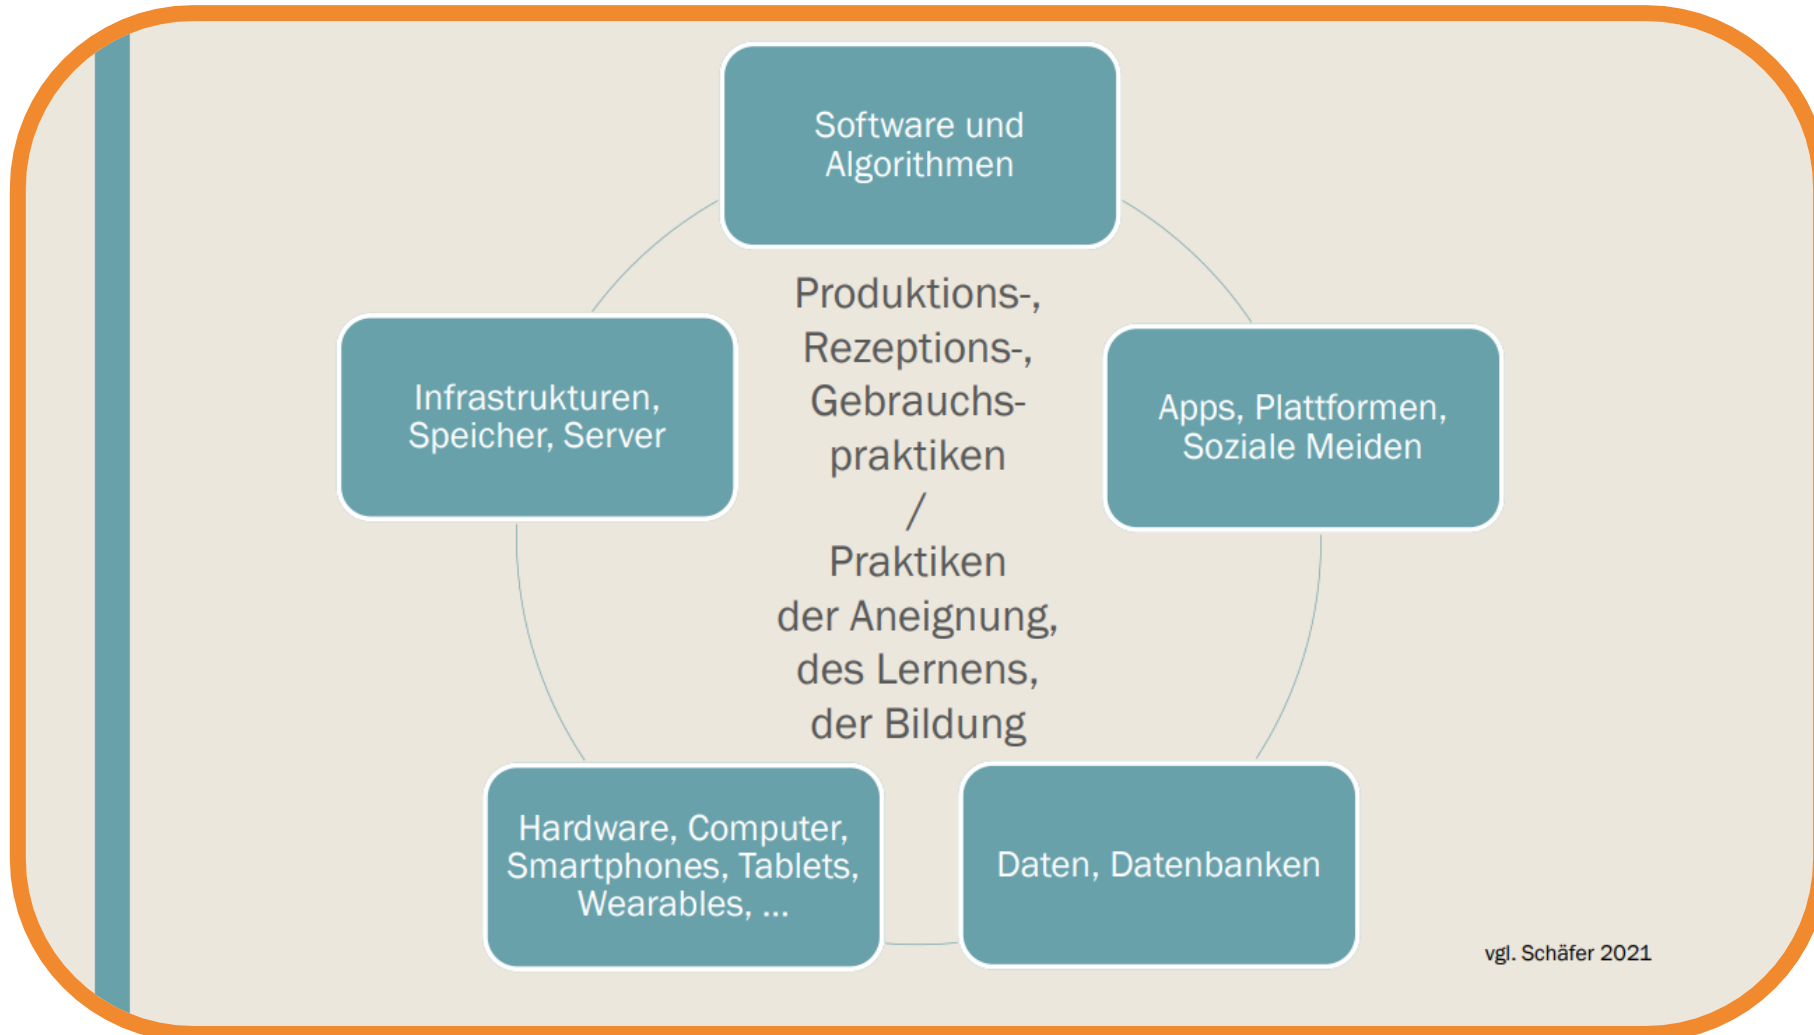 Software und
Algorithmen
Infrastrukturen,
Speicher, Server
Produktions-,
Rezeptions-,
Gebrauchs-
praktiken
/
Praktiken
der Aneignung,
des Lernens,
der Bildung
Apps, Plattformen,
Soziale Meiden
Hardware, Computer,
Smartphones, Tablets,
Wearables, ...
Daten, Datenbanken
vgl. Schäfer 2021